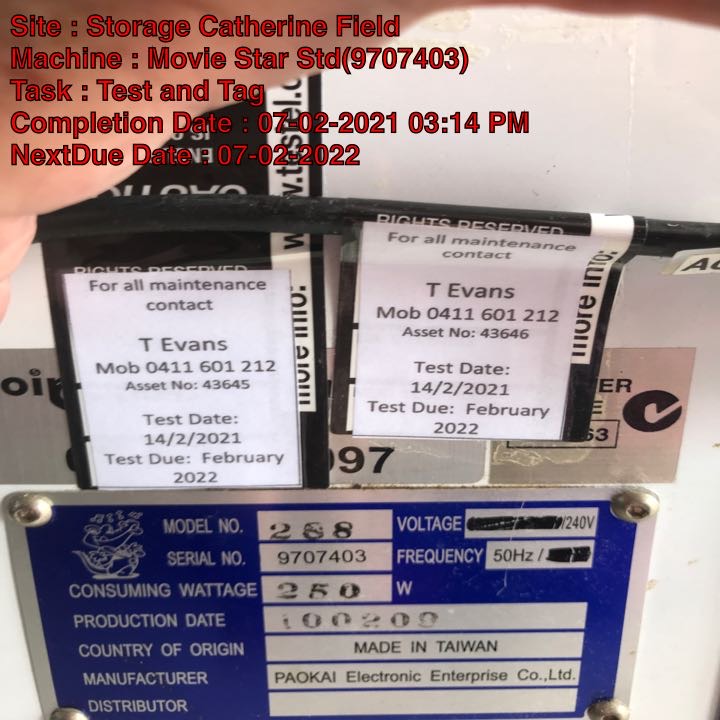 Site : Storage Catherine Field
Machine : Movie Star Std(9707403)
Task : Test and Tag
Completion Date : 07-02-2021 03:14 PM
NextDue Date : 07-02-2022
RIGHTS RESERVED
For all maintenance
contact
T Evans
Mob 0411 601 212
Asset No: 43645
Test Date:
14/2/2021
Test Due: February
2022
more info:
RIGHTS RESERVED
For all maintenance
contact
T Evans
Mob 0411 601 212
Asset No: 43646
Test Date:
14/2/2021
Test Due: February
2022
more info:
097
MODEL NO. 288
VOLTAGE /240V
SERIAL NO. 9707403
FREQUENCY 50Hz /
CONSUMING WATTAGE 250 W
PRODUCTION DATE 100209
COUNTRY OF ORIGIN MADE IN TAIWAN
MANUFACTURER PAOKAI Electronic Enterprise Co.,Ltd.
DISTRIBUTOR